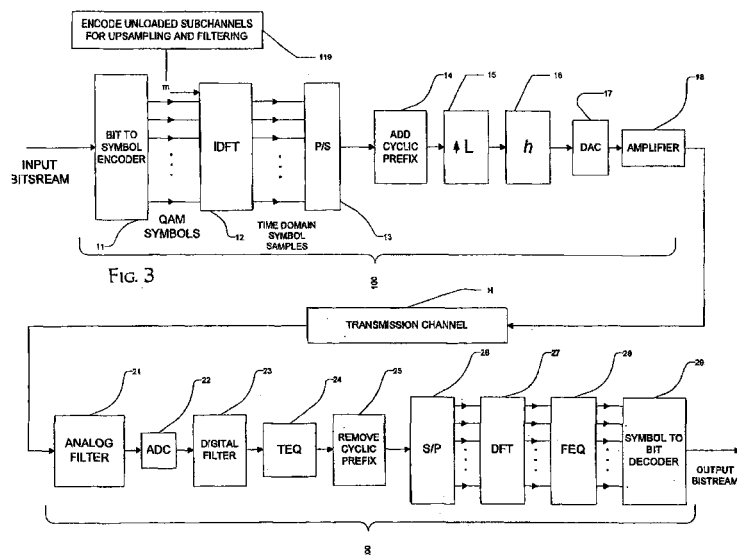 ENCODE UNLOADED SUBCHANNELS
FOR UPSAMPLING AND FILTERING
119
m
14
15
16
17
18
BIT TO
SYMBOL
ENCODER
IDFT
P/S
ADD
CYCLIC
PREFIX
L
h
DAC
AMPLIFIER
INPUT
BITSREAM
11
QAM
SYMBOLS
12
TIME DOMAIN
SYMBOL
SAMPLES
13
FIG. 3
100
H
TRANSMISSION CHANNEL
21
22
23
24
25
26
27
28
29
ANALOG
FILTER
ADC
DIGITAL
FILTER
TEQ
REMOVE
CYCLIC
PREFIX
S/P
DFT
FEQ
SYMBOL TO
BIT
DECODER
OUTPUT
BISTREAM